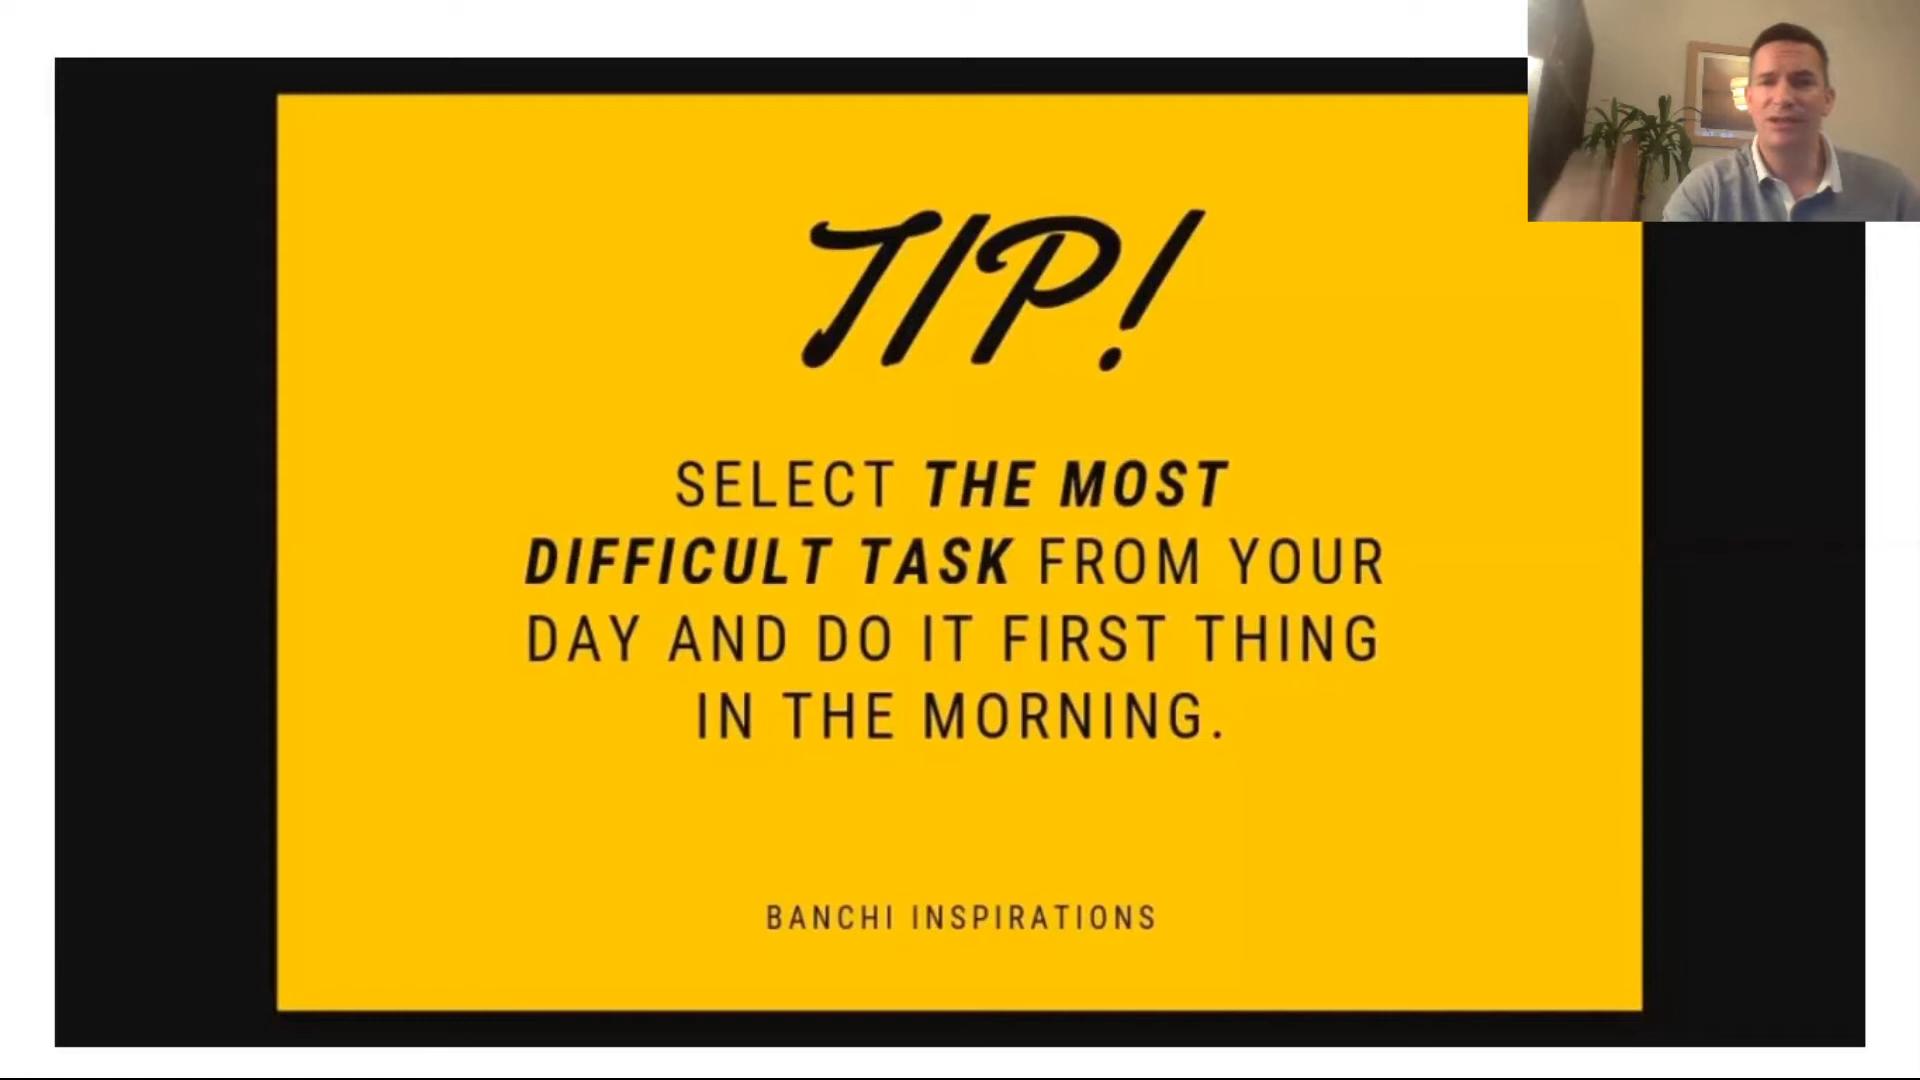 TIP!
SELECT THE MOST
DIFFICULT TASK FROM YOUR
DAY AND DO IT FIRST THING
IN THE MORNING.
BANCHI INSPIRATIONS